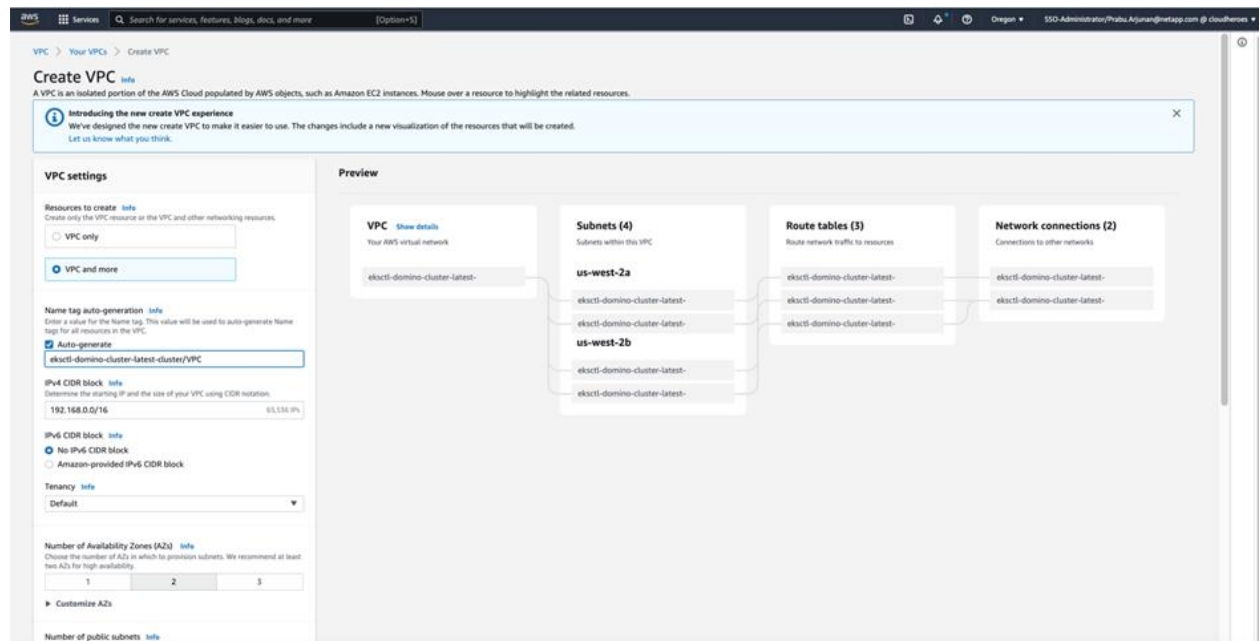 aws
Services
Search for services, features, blogs, docs, and more
[Option+S]
Oregon
SSO-Administrator/Prabu.Arjunan@netapp.com @ cloudheroes
VPC > Your VPCs > Create VPC
Create VPC Info
A VPC is an isolated portion of the AWS Cloud populated by AWS objects, such as Amazon EC2 instances. Mouse over a resource to highlight the related resources.
Introducing the new create VPC experience
We've designed the new create VPC to make it easier to use. The changes include a new visualization of the resources that will be created.
Let us know what you think.
VPC settings
Resources to create Info
Create only the VPC resource or the VPC and other networking resources.
VPC only
VPC and more
Name tag auto-generation Info
Enter a value for the Name tag. This value will be used to auto-generate Name
tags for all resources in the VPC.
Auto-generate
eksctl-domino-cluster-latest-cluster/VPC
IPv4 CIDR block Info
Determine the starting IP and the size of your VPC using CIDR notation.
192.168.0.0/16
65,536 IPs
IPv6 CIDR block Info
No IPv6 CIDR block
Amazon-provided IPv6 CIDR block
Tenancy Info
Default
Number of Availability Zones (AZs) Info
Choose the number of AZs in which to provision subnets. We recommend at least
two AZs for high availability.
1
2
3
Customize AZs
Number of public subnets Info
Preview
VPC Show details
Your AWS virtual network
eksctl-domino-cluster-latest-
Subnets (4)
Subnets within this VPC
us-west-2a
eksctl-domino-cluster-latest-
eksctl-domino-cluster-latest-
us-west-2b
eksctl-domino-cluster-latest-
eksctl-domino-cluster-latest-
Route tables (3)
Route network traffic to resources
eksctl-domino-cluster-latest-
eksctl-domino-cluster-latest-
eksctl-domino-cluster-latest-
Network connections (2)
Connections to other networks
eksctl-domino-cluster-latest-
eksctl-domino-cluster-latest-